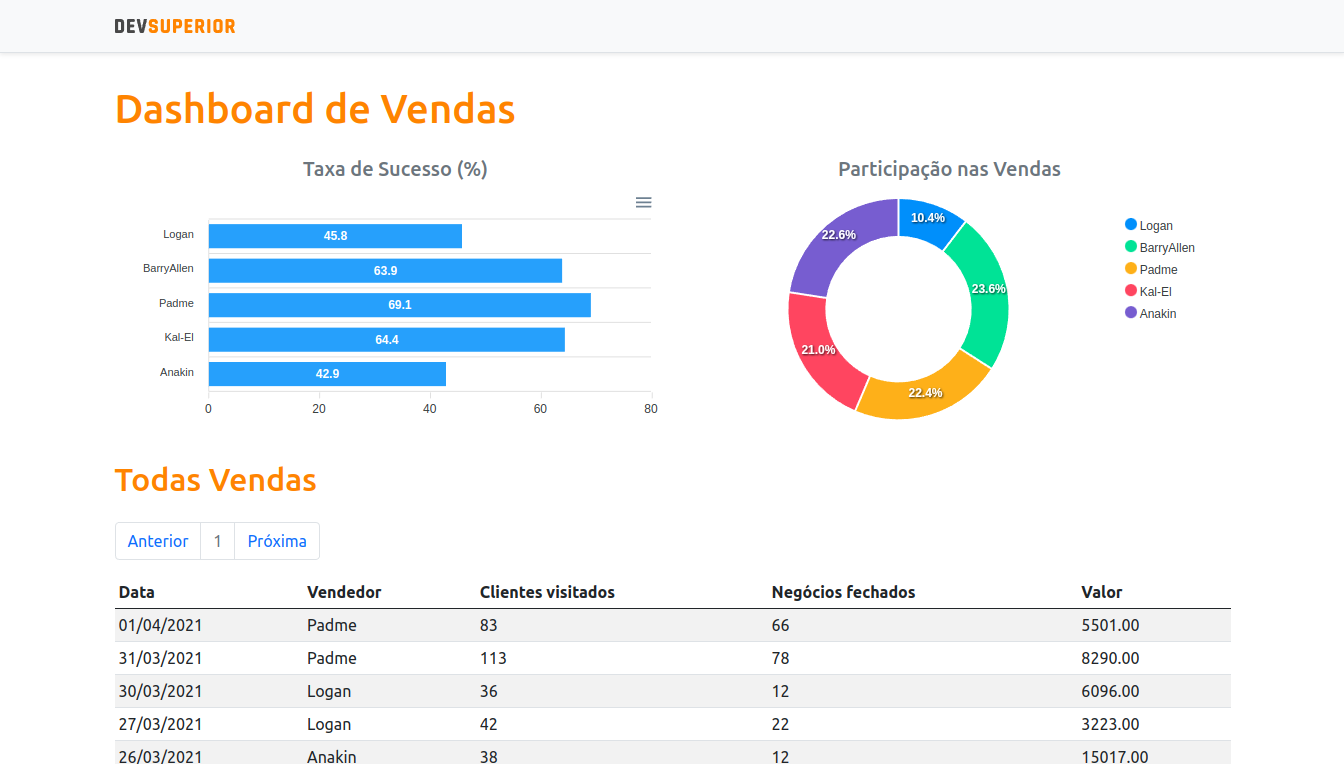 DEVSUPERIOR
Dashboard de Vendas
Taxa de Sucesso (%)
Logan 45.8
BarryAllen 63.9
Padme 69.1
Kal-El 64.4
Anakin 42.9
0 20 40 60 80
Participação nas Vendas
10.4%
23.6%
22.4%
21.0%
22.6%
Logan
BarryAllen
Padme
Kal-El
Anakin
Todas Vendas
Anterior 1 Próxima
Data Vendedor Clientes visitados Negócios fechados Valor
01/04/2021 Padme 83 66 5501.00
31/03/2021 Padme 113 78 8290.00
30/03/2021 Logan 36 12 6096.00
27/03/2021 Logan 42 22 3223.00
26/03/2021 Anakin 38 12 15017.00